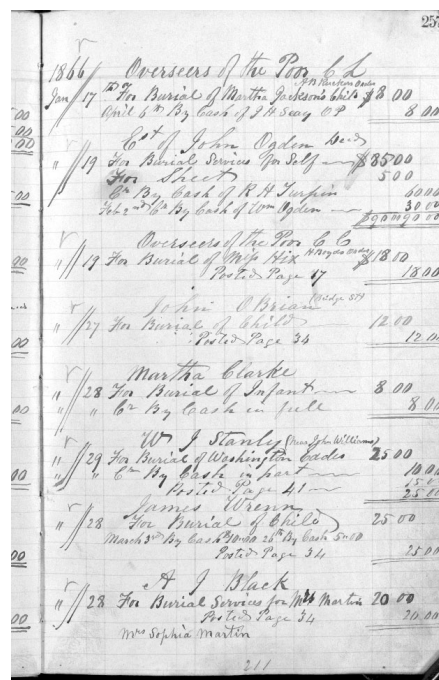 257
1866 Overseers of the Poor C L
A B Ruckers Order
Jan 17 For Burial of Martha Jacksons Child $8 00
April 6th By Cash of J H Seay O P 8 00
Est of John Ogden Decd
" 19 For Burial Services for Self $85 00
For Sheet 5 00
Cr By Cash of R H Turpin 60 00
Feb 2nd Cr By Cash of Wm Ogden 30 00
$90 00 90 00
Overseers of the Poor C C
" 19 For Burial of Miss Hix H Boyds Order $18 00
Posted Page 17 18 00
John O Brian (Bridge St)
" 27 For Burial of Child 12.00
Posted Page 34 12 00
Martha Clarke
" 28 For Burial of Infant 8 00
" " Cr By Cash in full 8 00
W J Stanly (near John Williams)
" 29 For Burial of Washington Eades 25 00
" " Cr By Cash in part 10 00
Posted Page 41 15 00
25 00
James Wrenn
" 28 For Burial of Child 25 00
March 3rd By Cash $10.00 26th By Cash 5.00
Posted Page 34 25 00
A J Black
" 28 For Burial Services for Mrs Martin 20 00
Posted Page 34 20 00
Mrs Sophia Martin
211